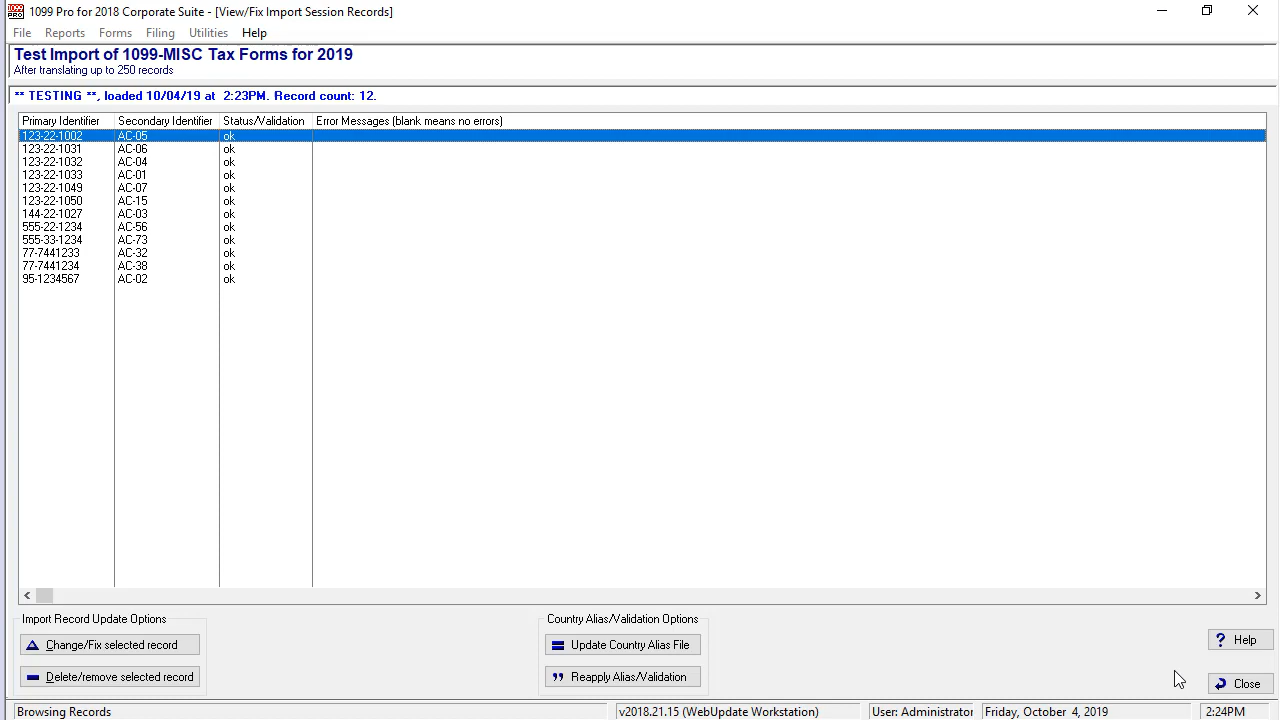 1099 Pro for 2018 Corporate Suite - [View/Fix Import Session Records]
File Reports Forms Filing Utilities Help
Test Import of 1099-MISC Tax Forms for 2019
After translating up to 250 records
** TESTING **, loaded 10/04/19 at 2:23PM. Record count: 12.
Primary Identifier Secondary Identifier Status/Validation Error Messages (blank means no errors)
123-22-1002 AC-05 ok
123-22-1031 AC-06 ok
123-22-1032 AC-04 ok
123-22-1033 AC-01 ok
123-22-1049 AC-07 ok
123-22-1050 AC-15 ok
144-22-1027 AC-03 ok
555-22-1234 AC-56 ok
555-33-1234 AC-73 ok
77-7441233 AC-32 ok
77-7441234 AC-38 ok
95-1234567 AC-02 ok
Import Record Update Options
Change/Fix selected record
Delete/remove selected record
Country Alias/Validation Options
Update Country Alias File
Reapply Alias/Validation
? Help
Close
Browsing Records v2018.21.15 (WebUpdate Workstation) User: Administrator Friday, October 4, 2019 2:24PM